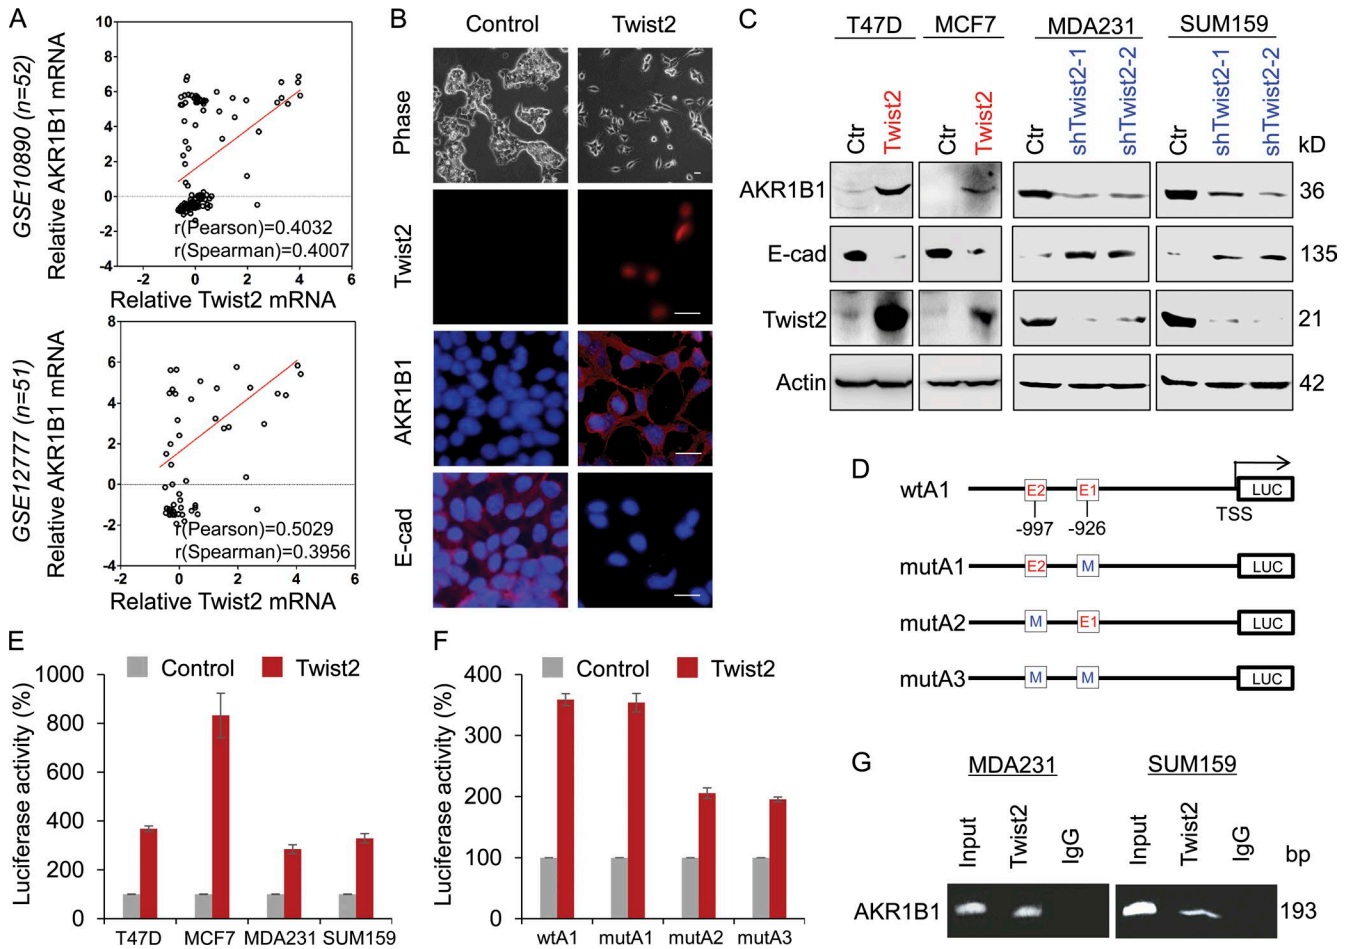 A
GSE10890 (n=52)
Relative AKR1B1 mRNA
10
8
6
4
2
0
-2
-4
r(Pearson)=0.4032
r(Spearman)=0.4007
-2 0 2 4 6
Relative Twist2 mRNA
GSE12777 (n=51)
Relative AKR1B1 mRNA
8
6
4
2
0
-2
-4
r(Pearson)=0.5029
r(Spearman)=0.3956
-2 0 2 4 6
Relative Twist2 mRNA
B
Control Twist2
Phase
Twist2
AKR1B1
E-cad
C
T47D MCF7 MDA231 SUM159
Ctr Twist2 Ctr Twist2 Ctr shTwist2-1 shTwist2-2 Ctr shTwist2-1 shTwist2-2 kD
AKR1B1 36
E-cad 135
Twist2 21
Actin 42
D
wtA1 E2 E1 LUC
-997 -926 TSS
mutA1 E2 M LUC
mutA2 M E1 LUC
mutA3 M M LUC
E
Control Twist2
Luciferase activity (%)
1000
800
600
400
200
0
T47D MCF7 MDA231 SUM159
F
Control Twist2
Luciferase activity (%)
400
300
200
100
0
wtA1 mutA1 mutA2 mutA3
G
MDA231 SUM159
Input Twist2 IgG Input Twist2 IgG bp
AKR1B1 193